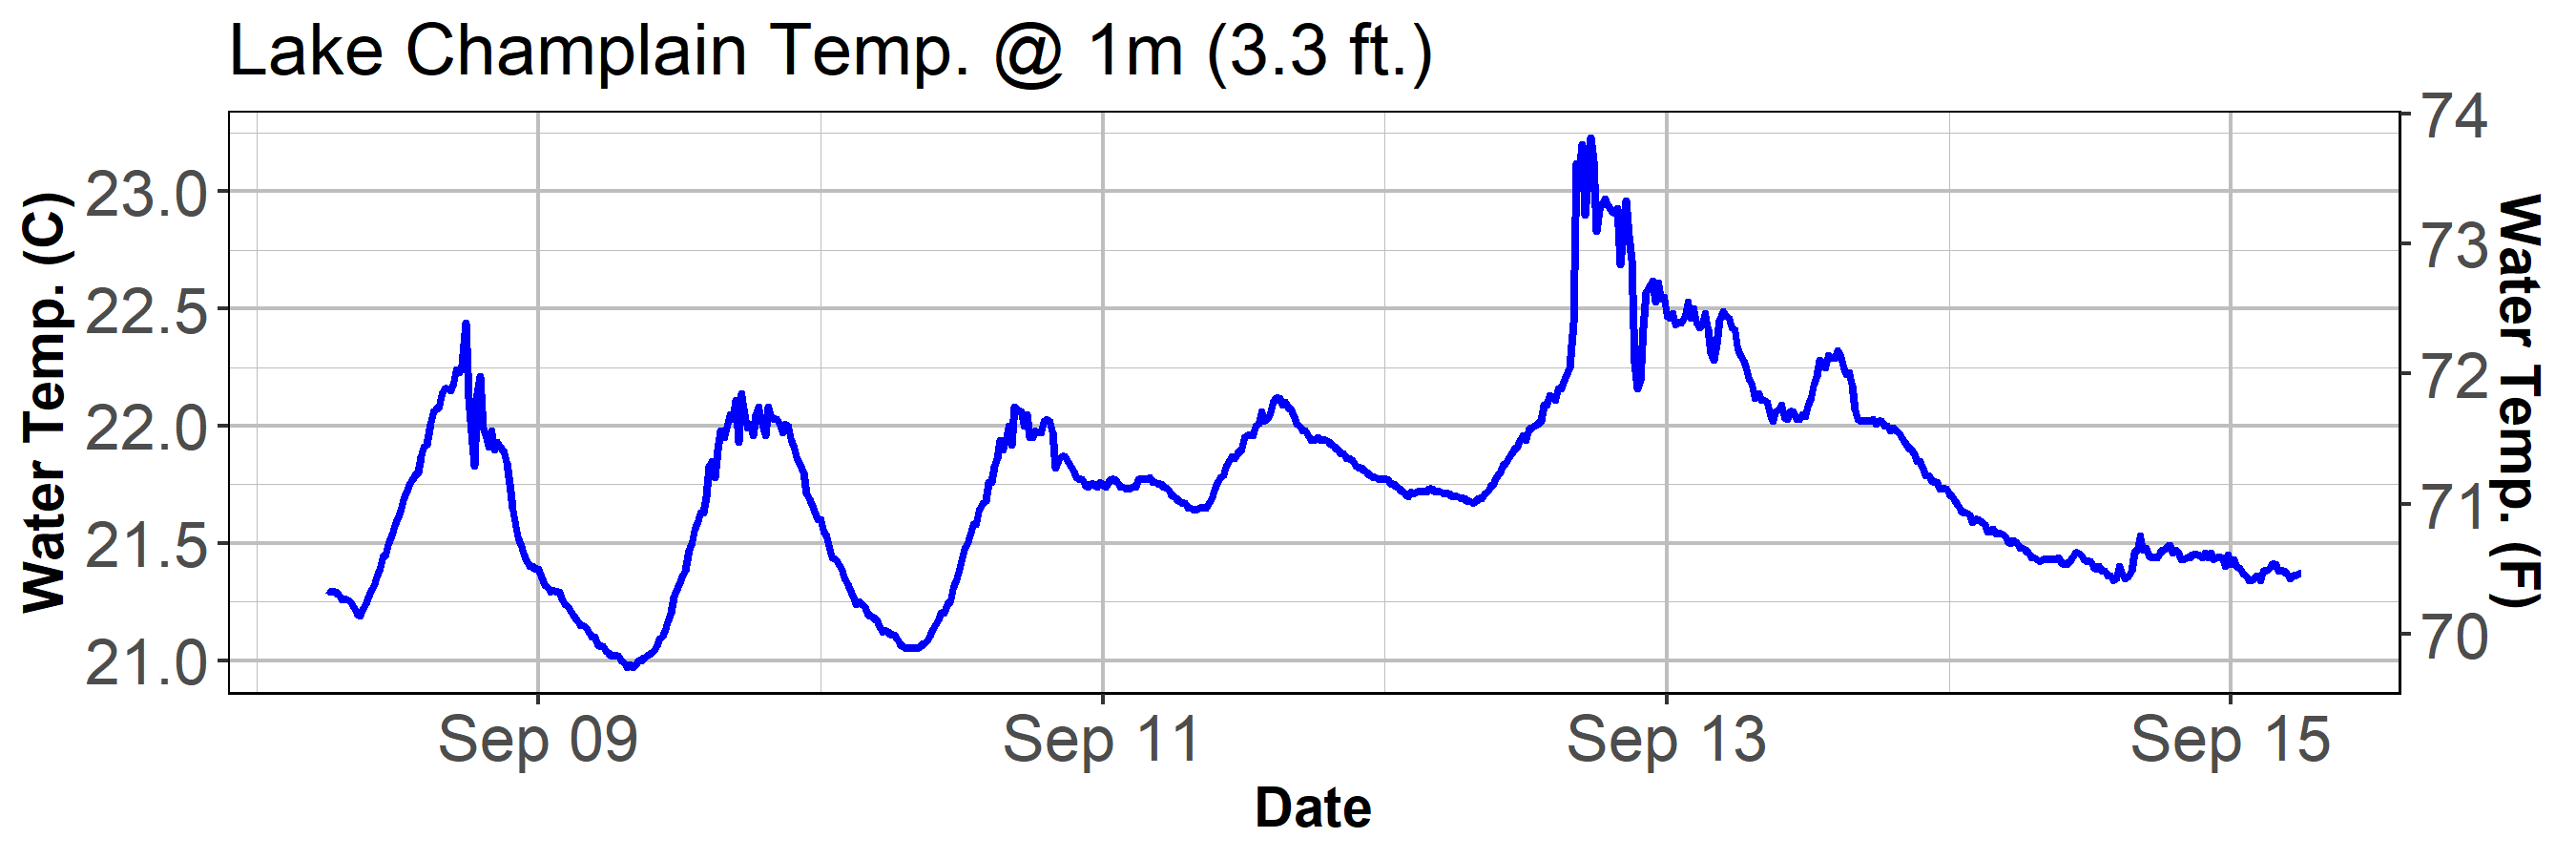 Lake Champlain Temp. @ 1m (3.3 ft.)
Water Temp. (C)
23.0
22.5
22.0
21.5
21.0
74
73
72
71
70
Water Temp. (F)
Sep 09
Sep 11
Sep 13
Sep 15
Date